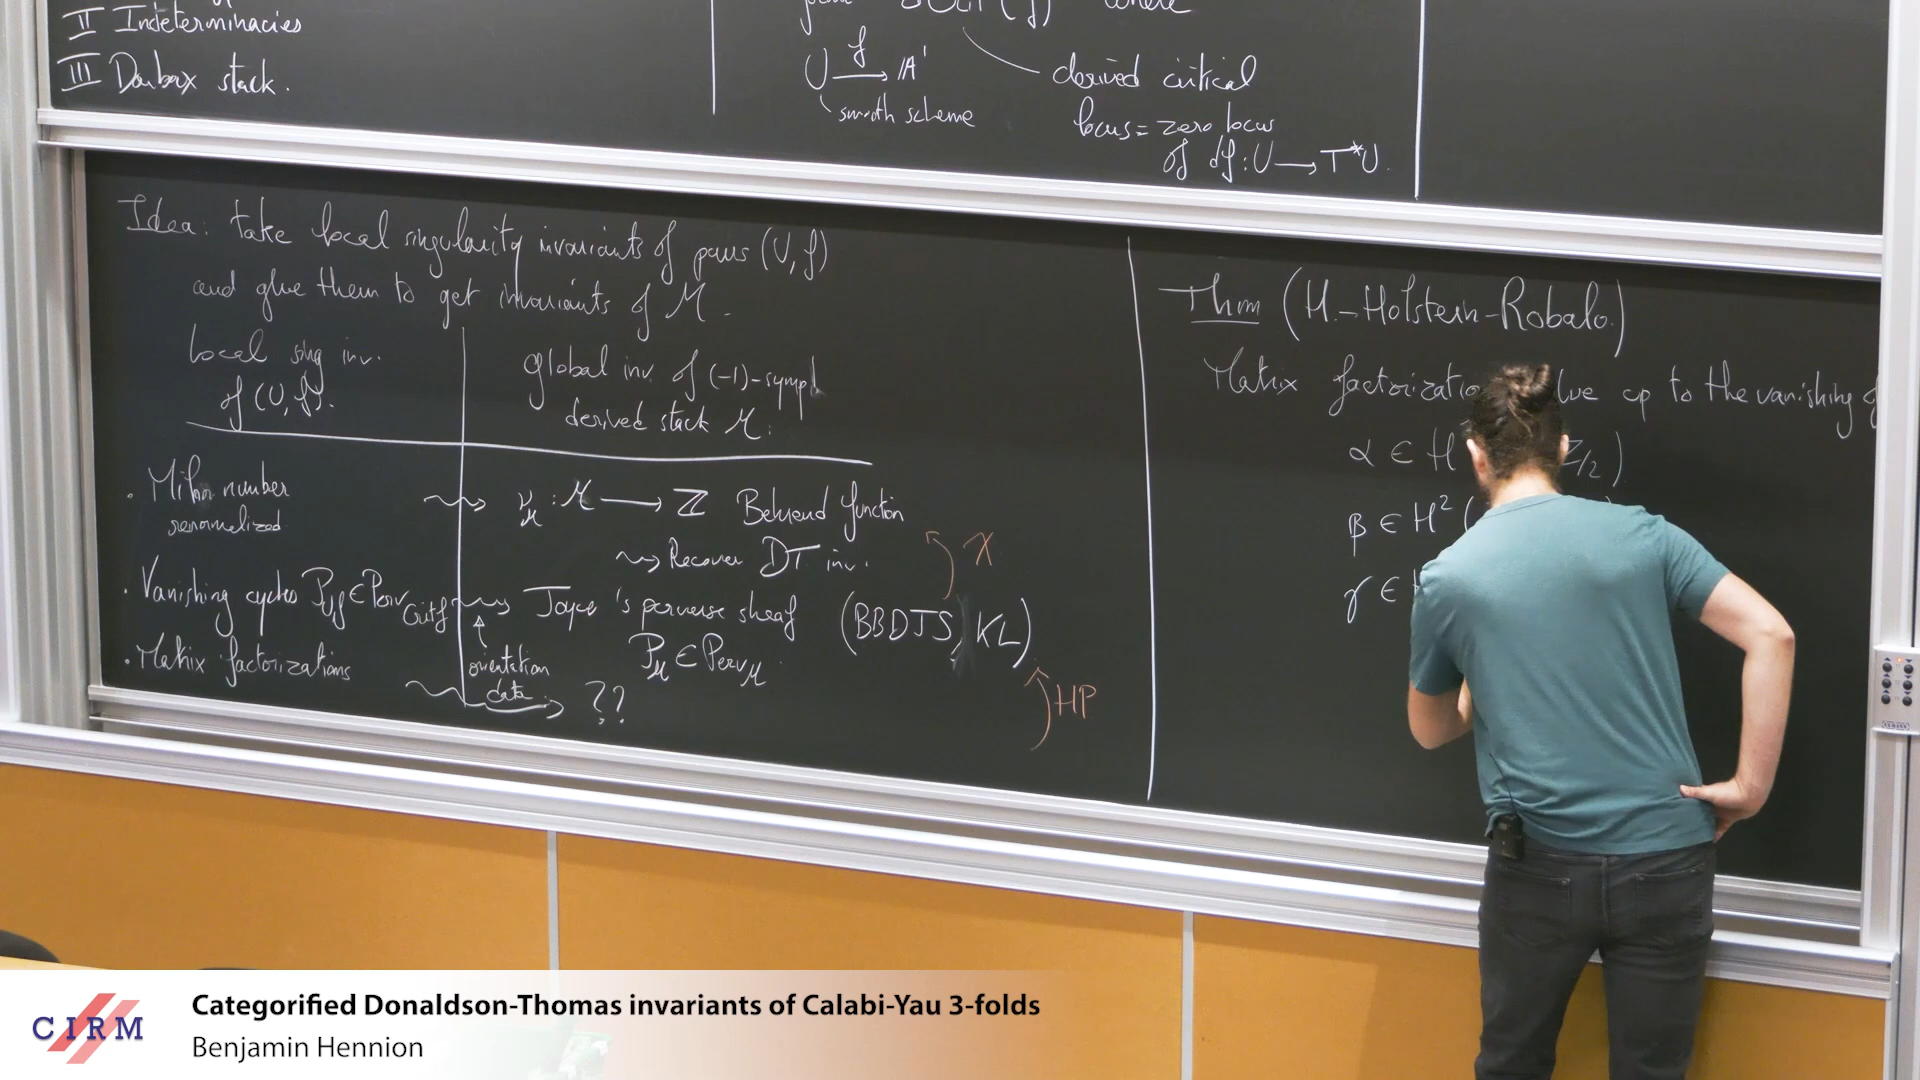 II Indeterminacies
III Darboux stack.
where
U —f→ /A¹
smooth scheme
derived critical
locus = zero locus
of df : U → T*U.
Idea: take local singularity invariants of pairs (U, f)
and glue them to get invariants of M.
local sing inv.
of (U, f).
global inv. of (-1)-sympl
derived stack M:
. Milnor number
renormalized
ν_M : M → ℤ Behrend function
⇝ Recover DT inv.
χ
. Vanishing cycles P_{U,f} ∈ Perv_{Crit f} ⇝ Joyce's perverse sheaf (BBDJS, KL)
P_M ∈ Perv_M.
orientation
data
. Matrix factorizations ⇝ ??
HP
Thm (H.-Holstein-Robalo.)
Matrix up to the vanishing of
α ∈ H ℤ/2)
β ∈ H² (
γ ∈
CIRM
Categorified Donaldson-Thomas invariants of Calabi-Yau 3-folds
Benjamin Hennion